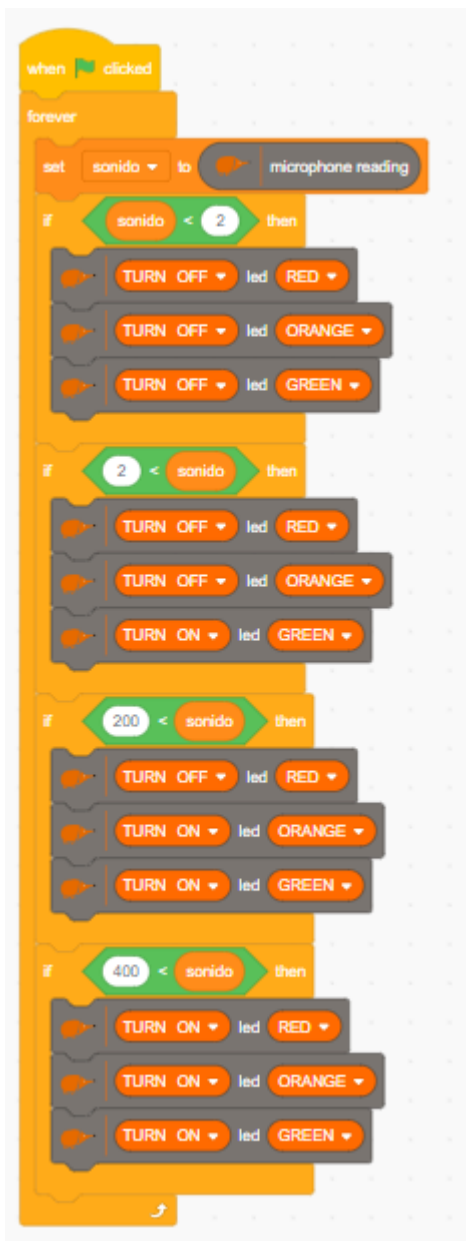 when clicked
forever
set sonido to microphone reading
if sonido < 2 then
TURN OFF led RED
TURN OFF led ORANGE
TURN OFF led GREEN
if 2 < sonido then
TURN OFF led RED
TURN OFF led ORANGE
TURN ON led GREEN
if 200 < sonido then
TURN OFF led RED
TURN ON led ORANGE
TURN ON led GREEN
if 400 < sonido then
TURN ON led RED
TURN ON led ORANGE
TURN ON led GREEN